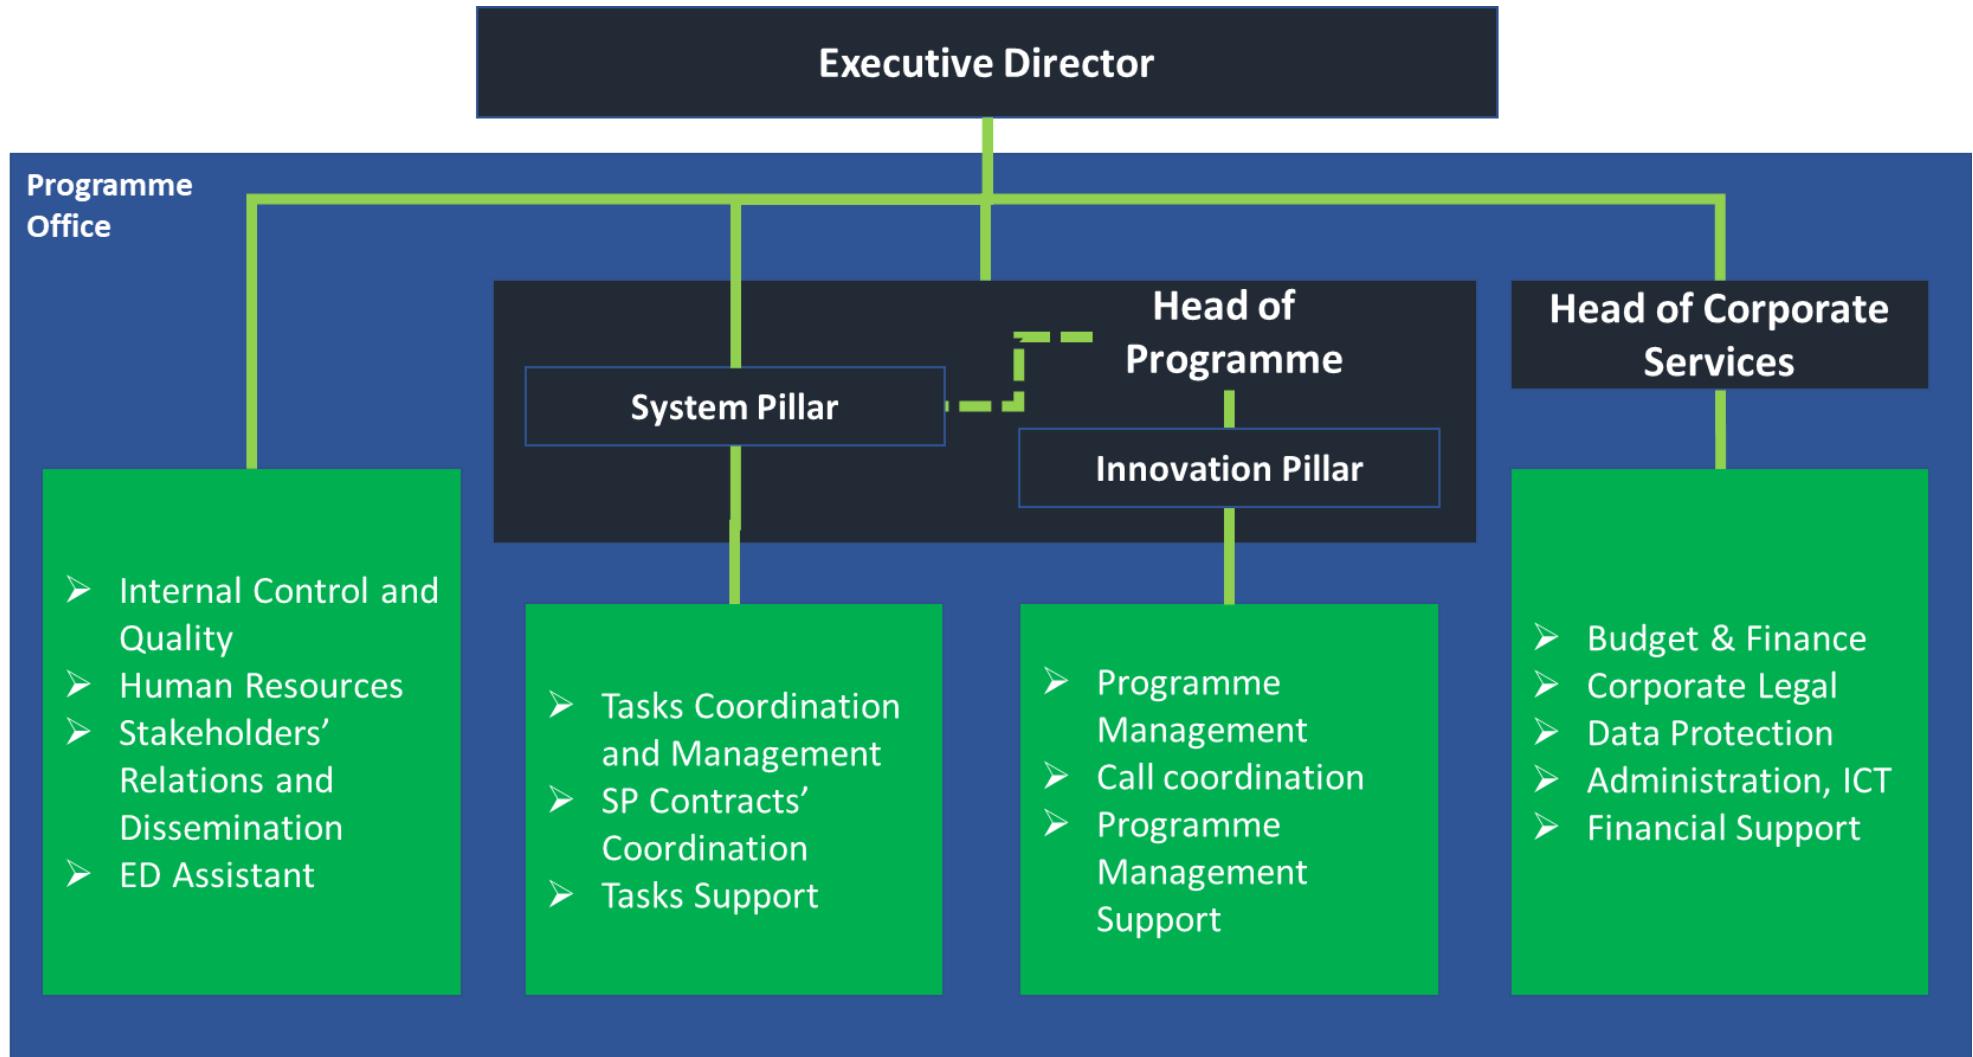 Executive Director
Programme
Office
Head of
Programme
Head of Corporate
Services
System Pillar
Innovation Pillar
➢ Internal Control and
Quality
➢ Human Resources
➢ Stakeholders’
Relations and
Dissemination
➢ ED Assistant
➢ Tasks Coordination
and Management
➢ SP Contracts’
Coordination
➢ Tasks Support
➢ Programme
Management
➢ Call coordination
➢ Programme
Management
Support
➢ Budget & Finance
➢ Corporate Legal
➢ Data Protection
➢ Administration, ICT
➢ Financial Support